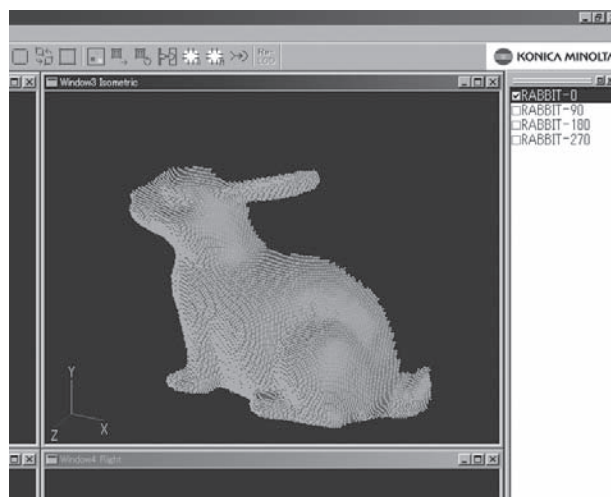 KONICA MINOLTA
Window3 Isometric
RABBIT-0
RABBIT-90
RABBIT-180
RABBIT-270
Y
Z
X
Window4 Right